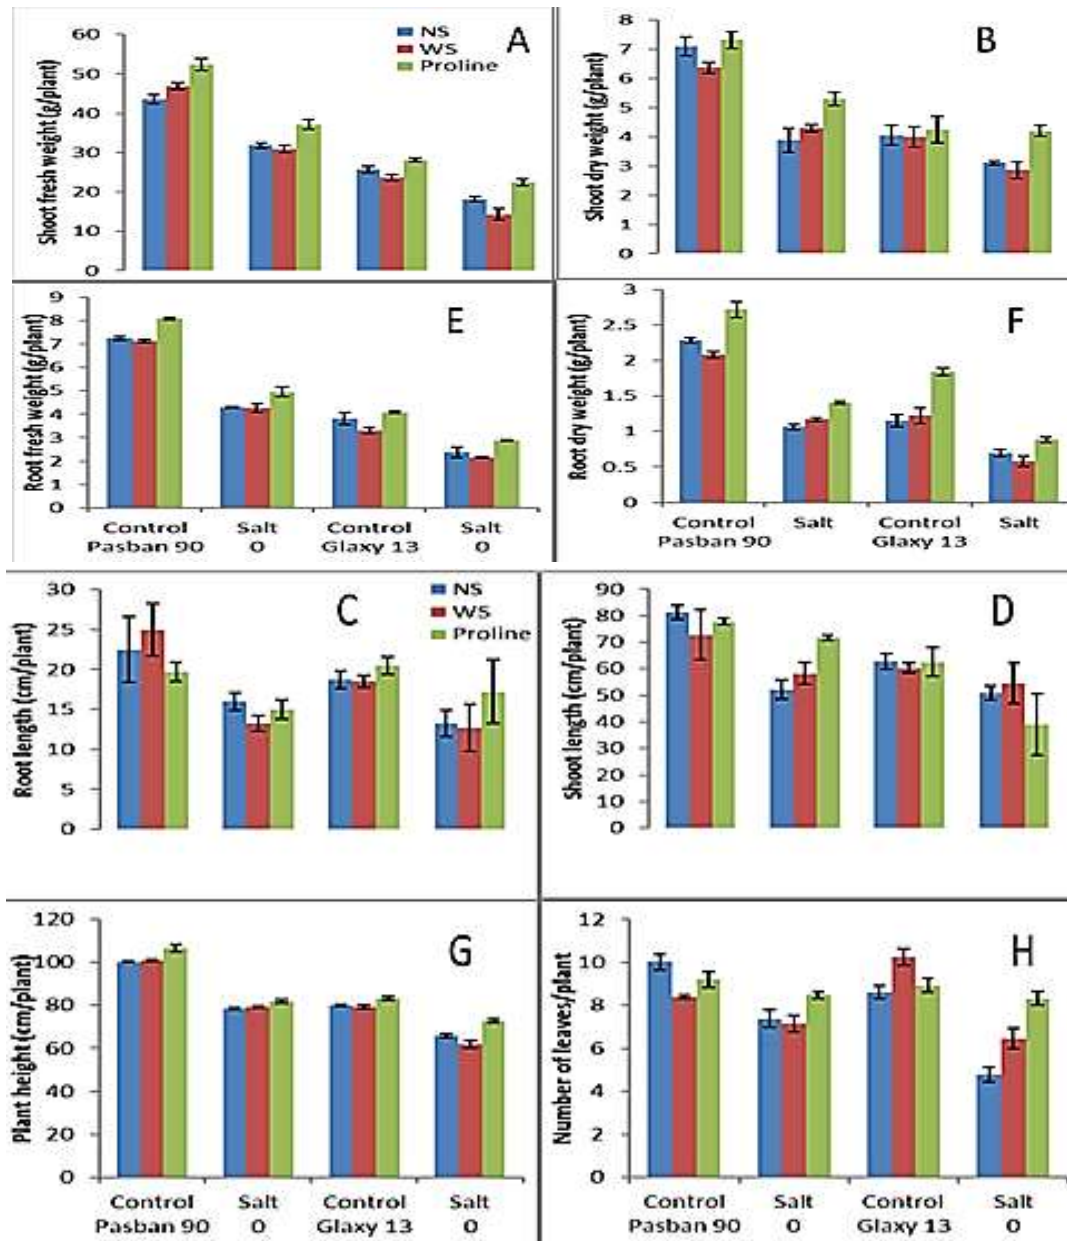 Shoot fresh weight (g/plant)
60
50
40
30
20
10
0
NS
WS
Proline
A
Shoot dry weight (g/plant)
8
7
6
5
4
3
2
1
0
B
Root fresh weight (g/plant)
9
8
7
6
5
4
3
2
1
0
E
Control Salt Control Salt
Pasban 90 0 Glaxy 13 0
Root dry weight (g/plant)
3
2.5
2
1.5
1
0.5
0
F
Control Salt Control Salt
Pasban 90 Glaxy 13
Root length (cm/plant)
30
25
20
15
10
5
0
C
NS
WS
Proline
Shoot length (cm/plant)
90
80
70
60
50
40
30
20
10
0
D
Plant height (cm/plant)
120
100
80
60
40
20
0
G
Control Salt Control Salt
Pasban 90 0 Glaxy 13 0
Number of leaves/plant
12
10
8
6
4
2
0
H
Control Salt Control Salt
Pasban 90 0 Glaxy 13 0